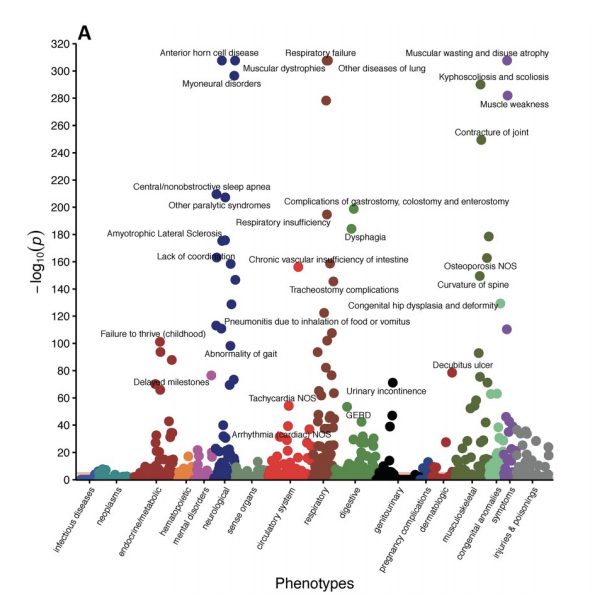 A
320
300
280
260
240
220
200
180
160
140
120
100
80
60
40
20
0
−log10(p)
Anterior horn cell disease
Respiratory failure
Muscular wasting and disuse atrophy
Muscular dystrophies
Other diseases of lung
Myoneural disorders
Kyphoscoliosis and scoliosis
Muscle weakness
Contracture of joint
Central/nonobstroctive sleep apnea
Other paralytic syndromes
Complications of gastrostomy, colostomy and enterostomy
Respiratory insufficiency
Amyotrophic Lateral Sclerosis
Dysphagia
Lack of coordination
Chronic vascular insufficiency of intestine
Osteoporosis NOS
Tracheostomy complications
Curvature of spine
Congenital hip dysplasia and deformity
Pneumonitis due to inhalation of food or vomitus
Failure to thrive (childhood)
Abnormality of gait
Decubitus ulcer
Delayed milestones
Urinary incontinence
Tachycardia NOS
GERD
Arrhythmia (cardiac) NOS
infectious diseases
neoplasms
endocrine/metabolic
hematopoietic
mental disorders
neurological
sense organs
circulatory system
respiratory
digestive
genitourinary
pregnancy complications
dermatologic
musculoskeletal
congenital anomalies
symptoms
injuries & poisonings
Phenotypes